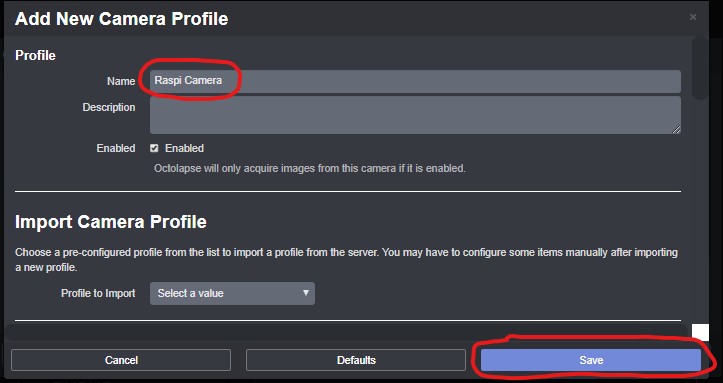 Add New Camera Profile
×
Profile
Name
Raspi Camera
Description
Enabled
Enabled
Octolapse will only acquire images from this camera if it is enabled.
Import Camera Profile
Choose a pre-configured profile from the list to import a profile from the server. You may have to configure some items manually after importing
a new profile.
Profile to Import
Select a value
Cancel
Defaults
Save